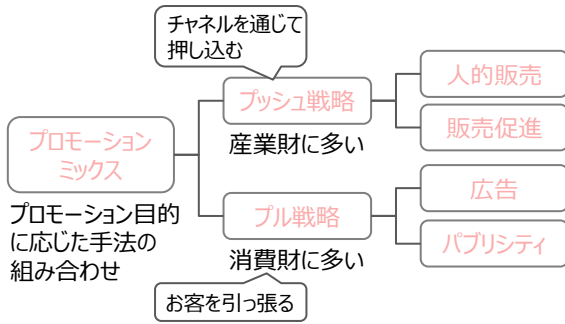 チャネルを通じて
押し込む
プッシュ戦略
産業財に多い
人的販売
販売促進
プロモーション
ミックス
プロモーション目的
に応じた手法の
組み合わせ
プル戦略
消費財に多い
お客を引っ張る
広告
パブリシティ